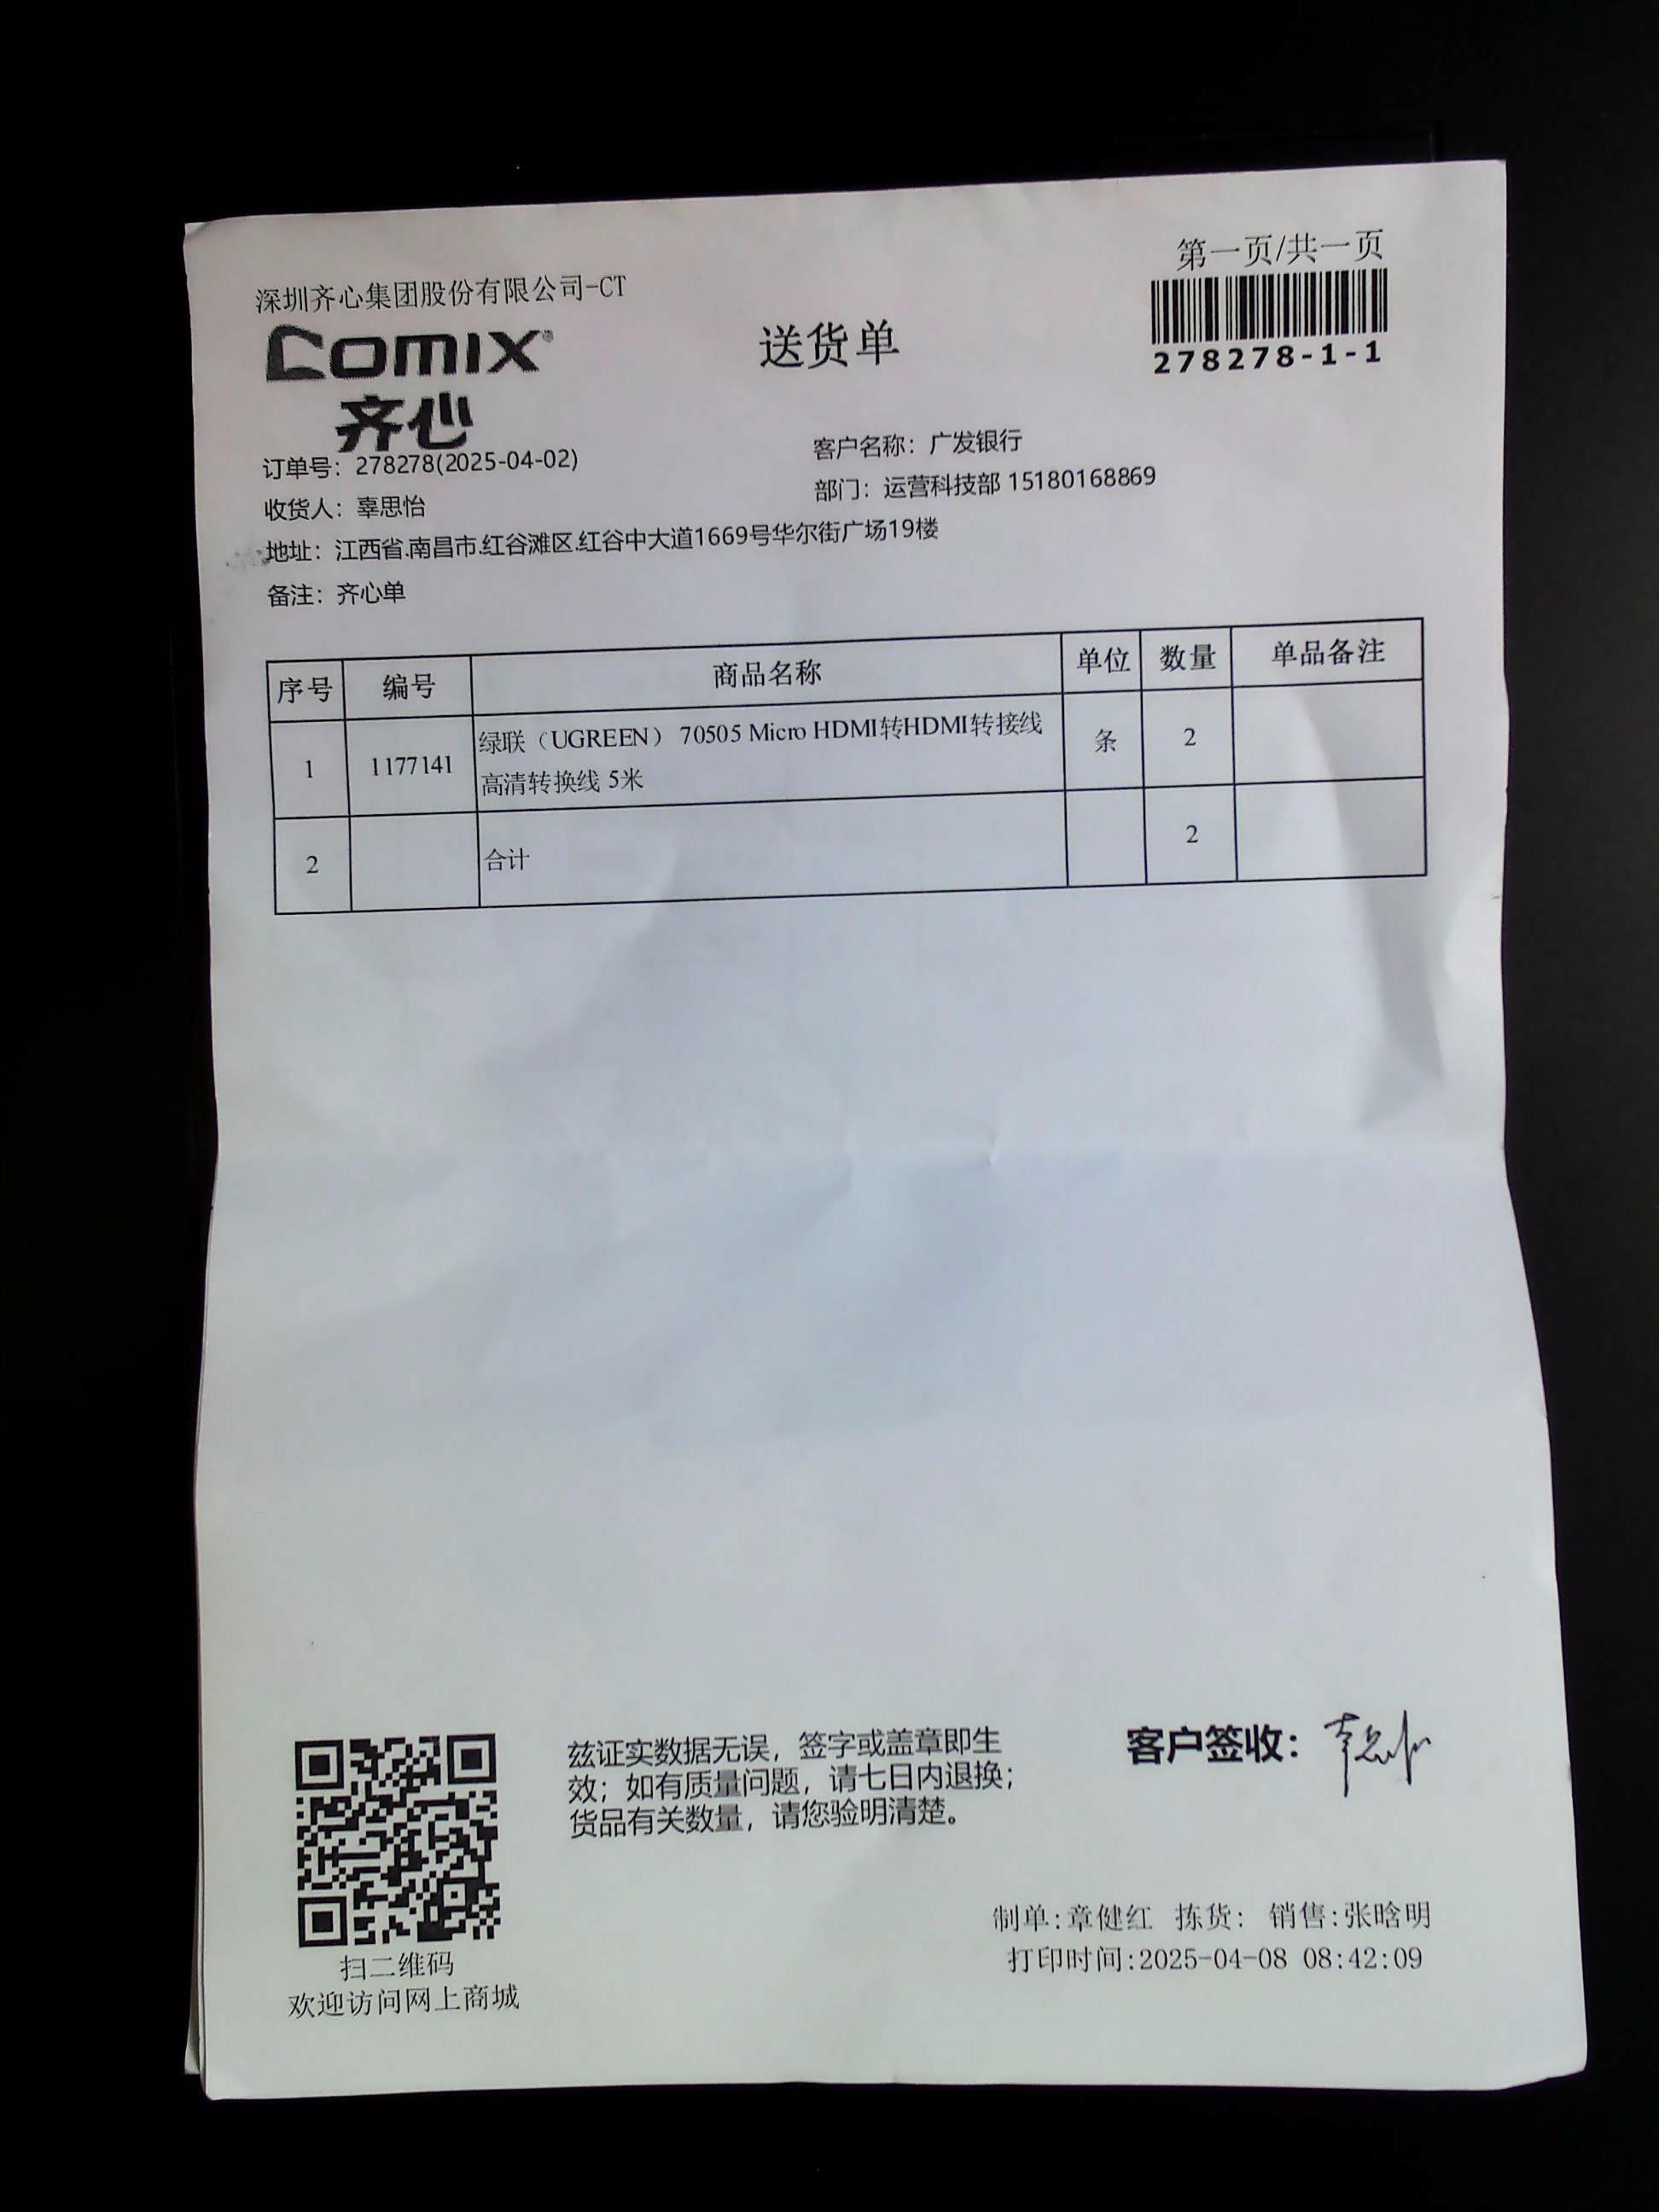 第一页/共一页
深圳齐心集团股份有限公司-CT
COMIX®
齐心
送货单
278278-1-1
订单号：278278(2025-04-02)
客户名称：广发银行
收货人：辜思怡
部门：运营科技部 15180168869
地址：江西省.南昌市.红谷滩区.红谷中大道1669号华尔街广场19楼
备注：齐心单
序号 编号 商品名称 单位 数量 单品备注
1 1177141 绿联（UGREEN） 70505 Micro HDMI转HDMI转接线 条 2
高清转换线 5米
2 合计 2
兹证实数据无误，签字或盖章即生
效；如有质量问题，请七日内退换；
货品有关数量，请您验明清楚。
客户签收：
扫二维码
欢迎访问网上商城
制单:章健红 拣货: 销售:张晗明
打印时间:2025-04-08 08:42:09